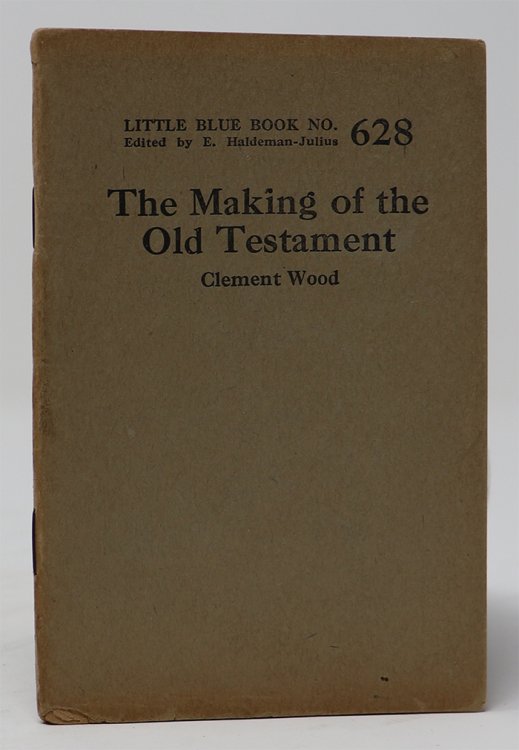 LITTLE BLUE BOOK NO. 628
Edited by E. Haldeman-Julius
The Making of the
Old Testament
Clement Wood